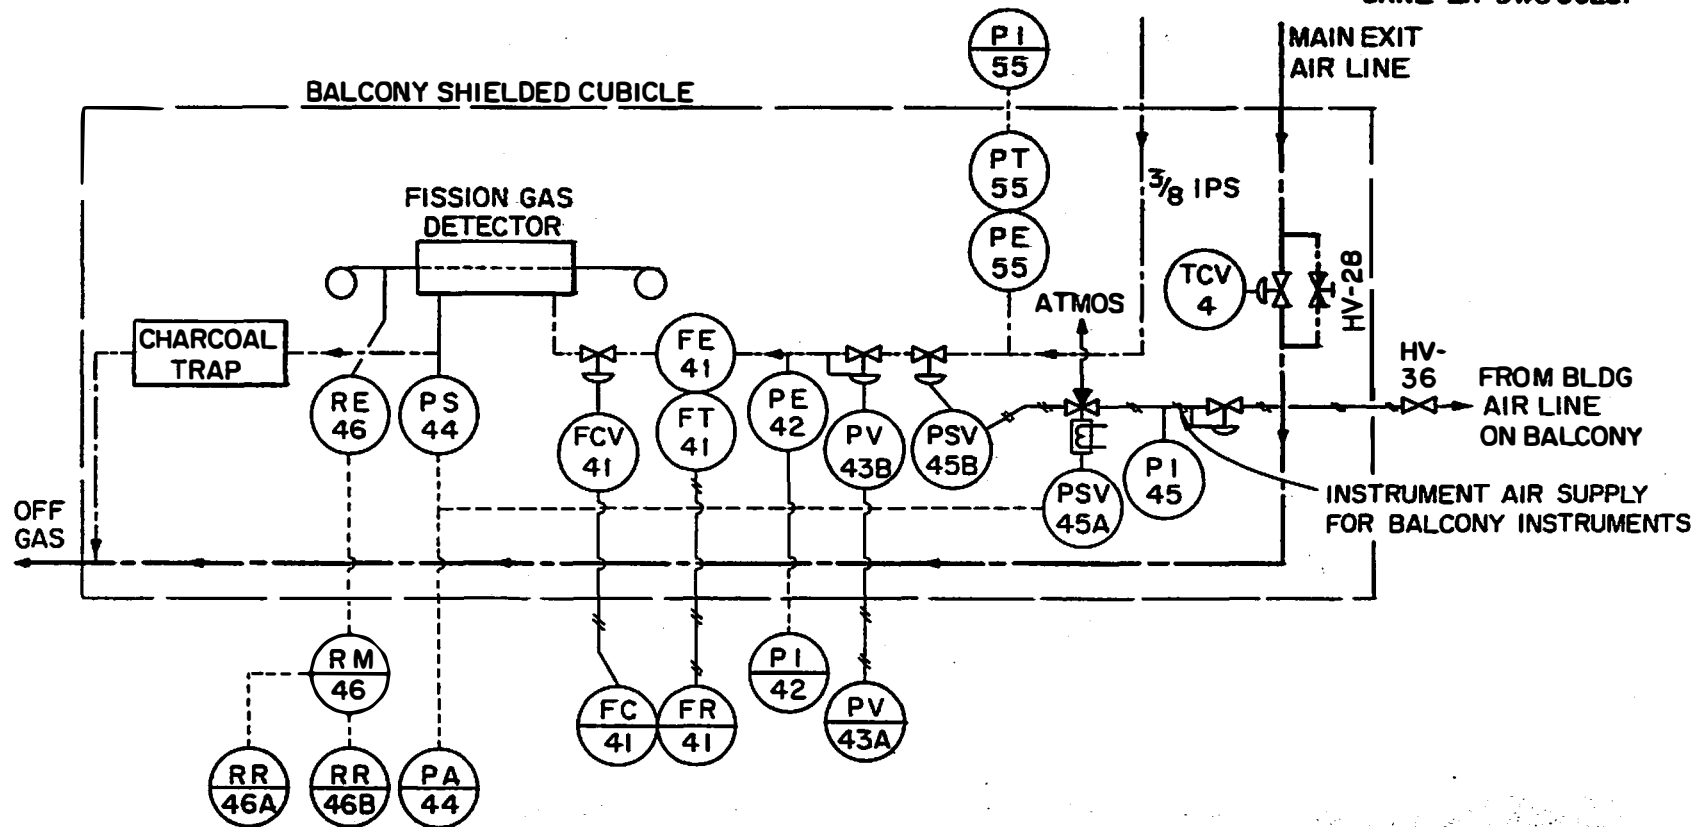 MAIN EXIT
AIR LINE
PI
55
BALCONY SHIELDED CUBICLE
PT
55
3/8 IPS
FISSION GAS
DETECTOR
PE
55
TCV
4
HV-28
ATMOS
CHARCOAL
TRAP
FE
41
HV-
36
FROM BLDG
AIR LINE
ON BALCONY
RE
46
PS
44
FCV
41
FT
41
PE
42
PV
43B
PSV
45B
PSV
45A
PI
45
INSTRUMENT AIR SUPPLY
FOR BALCONY INSTRUMENTS
OFF
GAS
RM
46
FC
41
FR
41
PI
42
PV
43A
RR
46A
RR
46B
PA
44